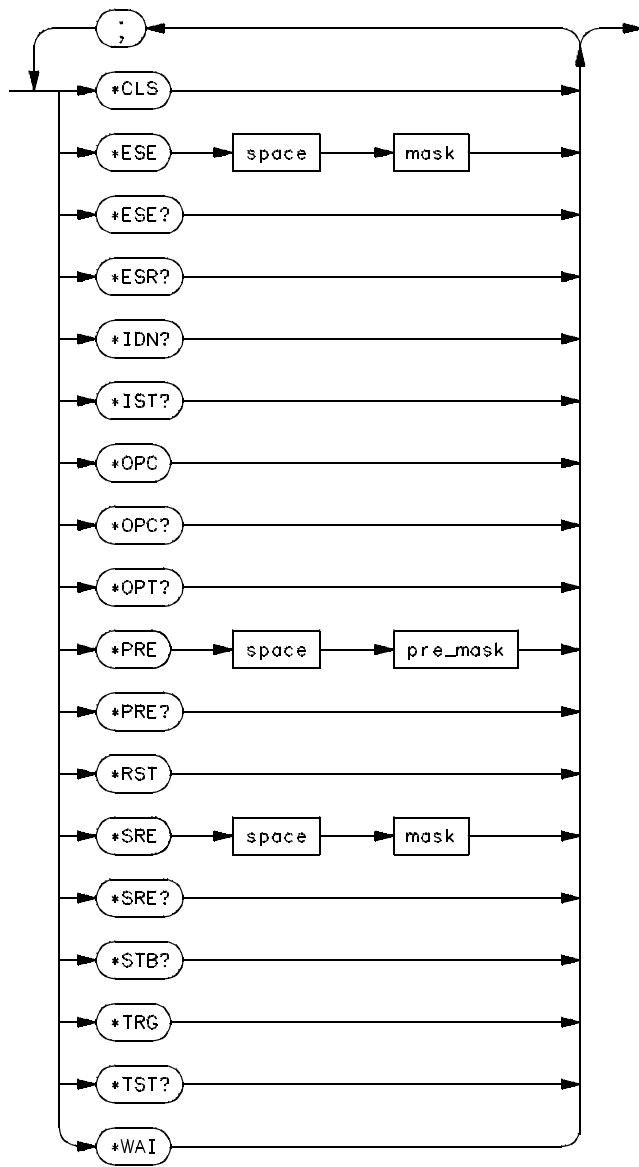 ;
*CLS
*ESE space mask
*ESE?
*ESR?
*IDN?
*IST?
*OPC
*OPC?
*OPT?
*PRE space pre_mask
*PRE?
*RST
*SRE space mask
*SRE?
*STB?
*TRG
*TST?
*WAI